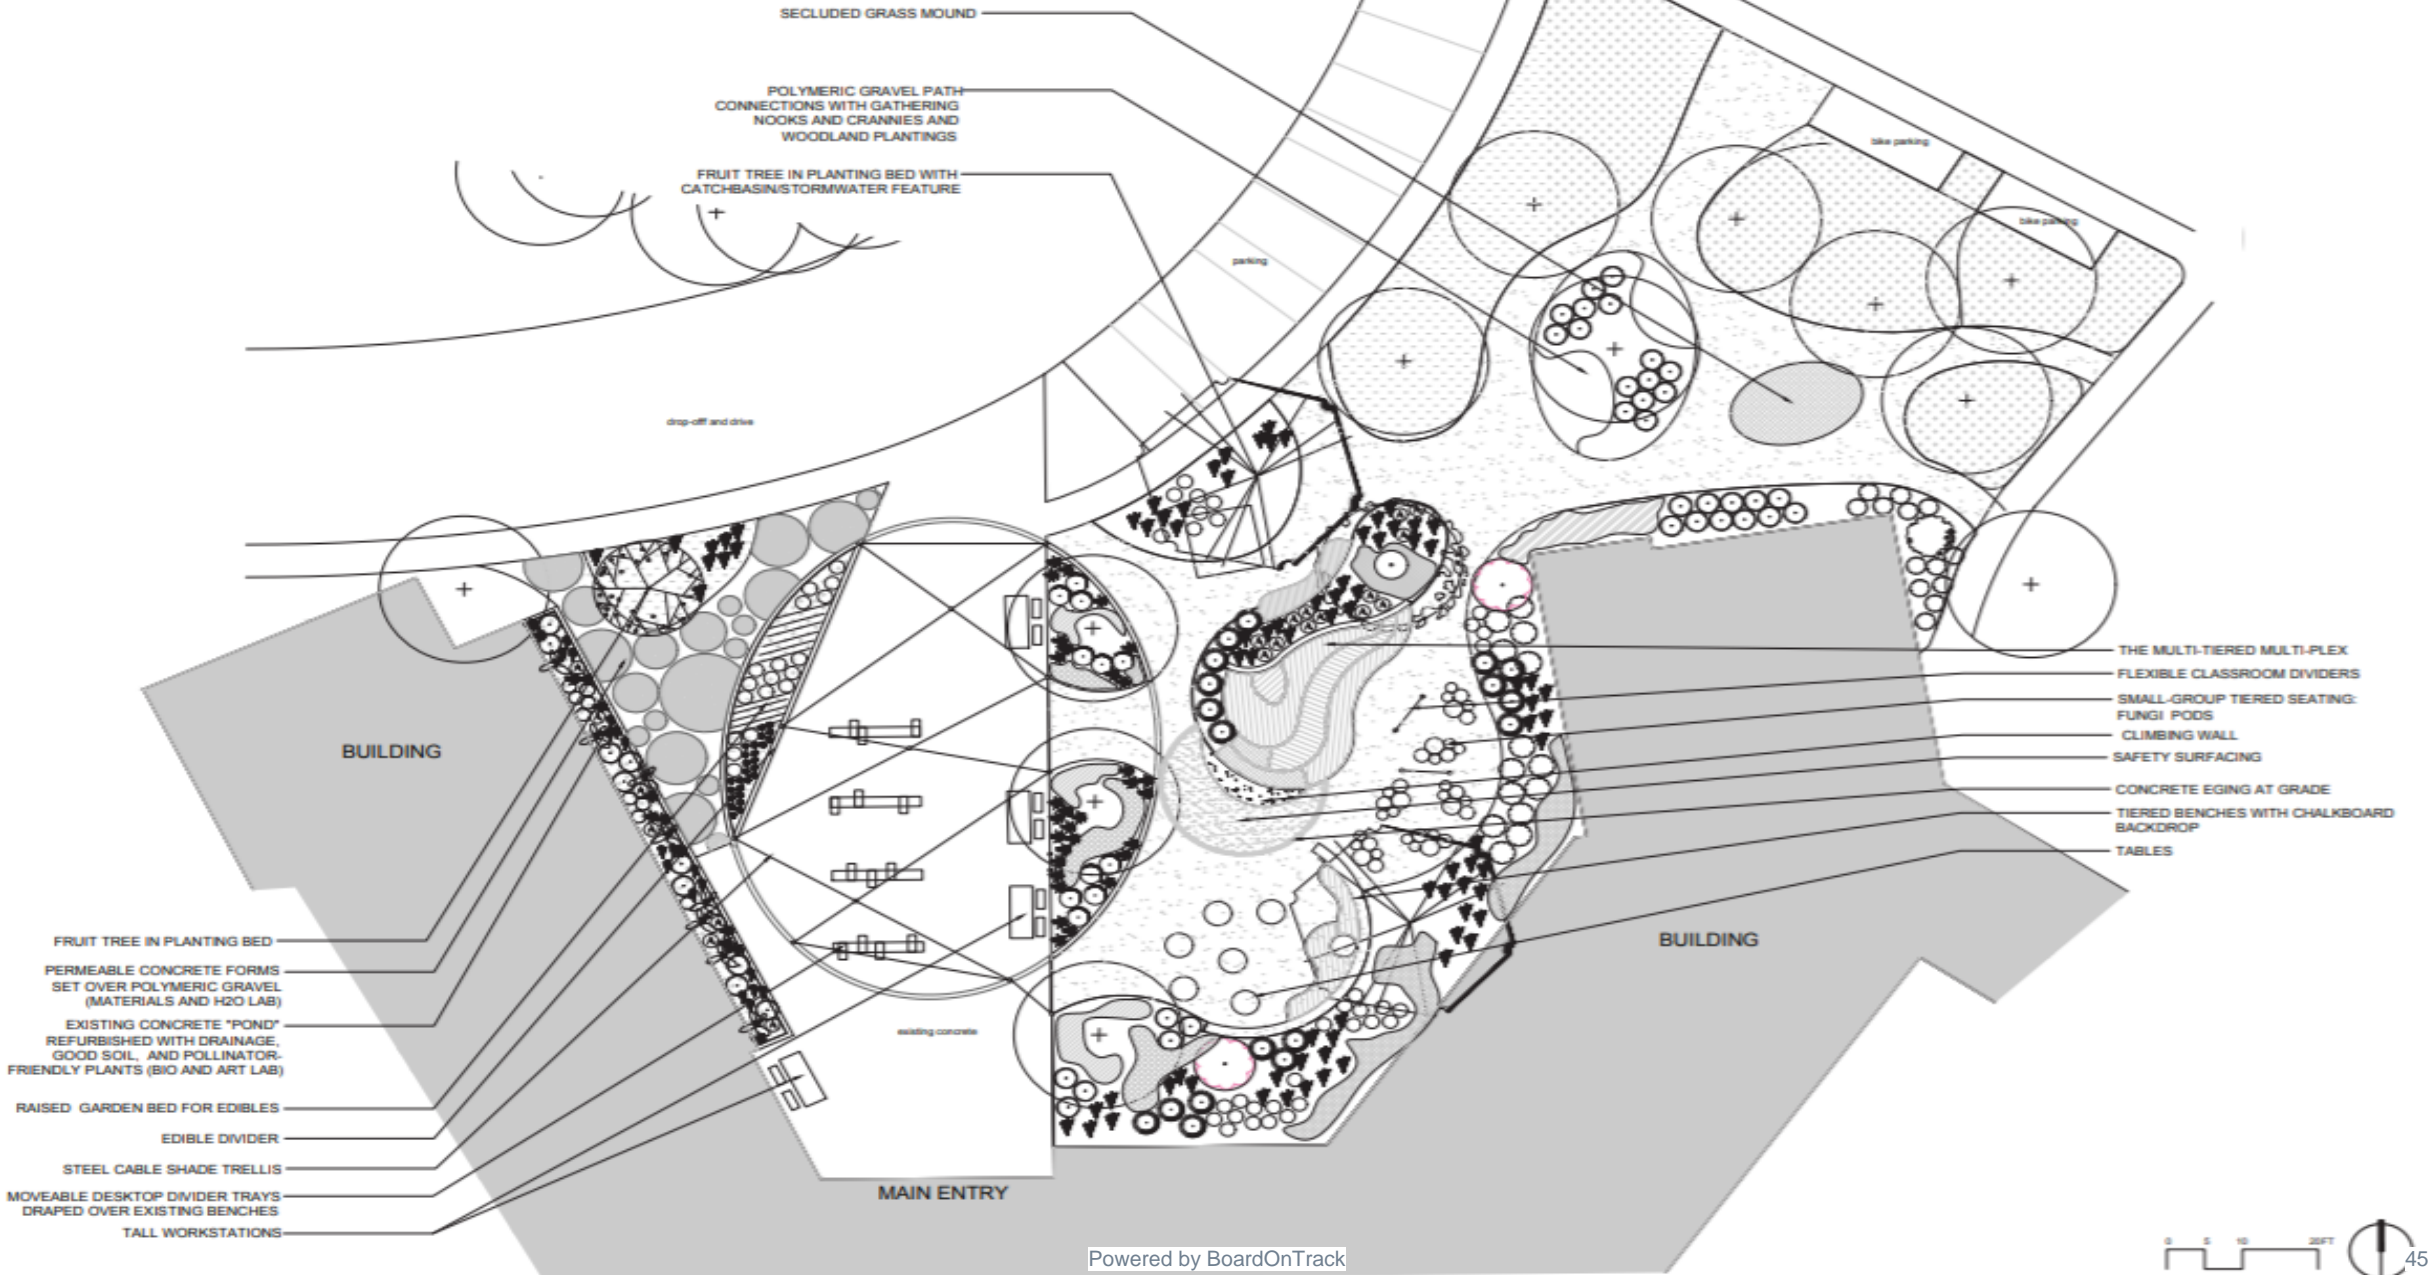 SECLUDED GRASS MOUND
POLYMERIC GRAVEL PATH
CONNECTIONS WITH GATHERING
NOOKS AND CRANNIES AND
WOODLAND PLANTINGS
FRUIT TREE IN PLANTING BED WITH
CATCHBASIN/STORMWATER FEATURE
bike parking
bike parking
parking
drop-offf and drive
BUILDING
THE MULTI-TIERED MULTI-PLEX
FLEXIBLE CLASSROOM DIVIDERS
SMALL-GROUP TIERED SEATING:
FUNGI PODS
CLIMBING WALL
SAFETY SURFACING
CONCRETE EGING AT GRADE
TIERED BENCHES WITH CHALKBOARD
BACKDROP
TABLES
BUILDING
FRUIT TREE IN PLANTING BED
PERMEABLE CONCRETE FORMS
SET OVER POLYMERIC GRAVEL
(MATERIALS AND H2O LAB)
EXISTING CONCRETE "POND"
REFURBISHED WITH DRAINAGE,
GOOD SOIL, AND POLLINATOR-
FRIENDLY PLANTS (BIO AND ART LAB)
RAISED GARDEN BED FOR EDIBLES
EDIBLE DIVIDER
STEEL CABLE SHADE TRELLIS
MOVEABLE DESKTOP DIVIDER TRAYS
DRAPED OVER EXISTING BENCHES
TALL WORKSTATIONS
existing concrete
MAIN ENTRY
0 5 10 20FT
Powered by BoardOnTrack
45